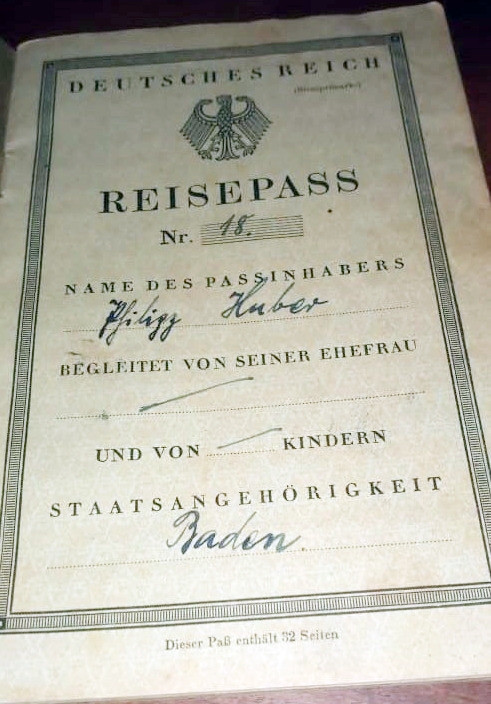 DEUTSCHES REICH
(Stempelmarke)
REISEPASS
Nr. 18.
NAME DES PASSINHABERS
Philipp Huber
BEGLEITET VON SEINER EHEFRAU
—
UND VON — KINDERN
STAATSANGEHÖRIGKEIT
Baden
Dieser Paß enthält 32 Seiten